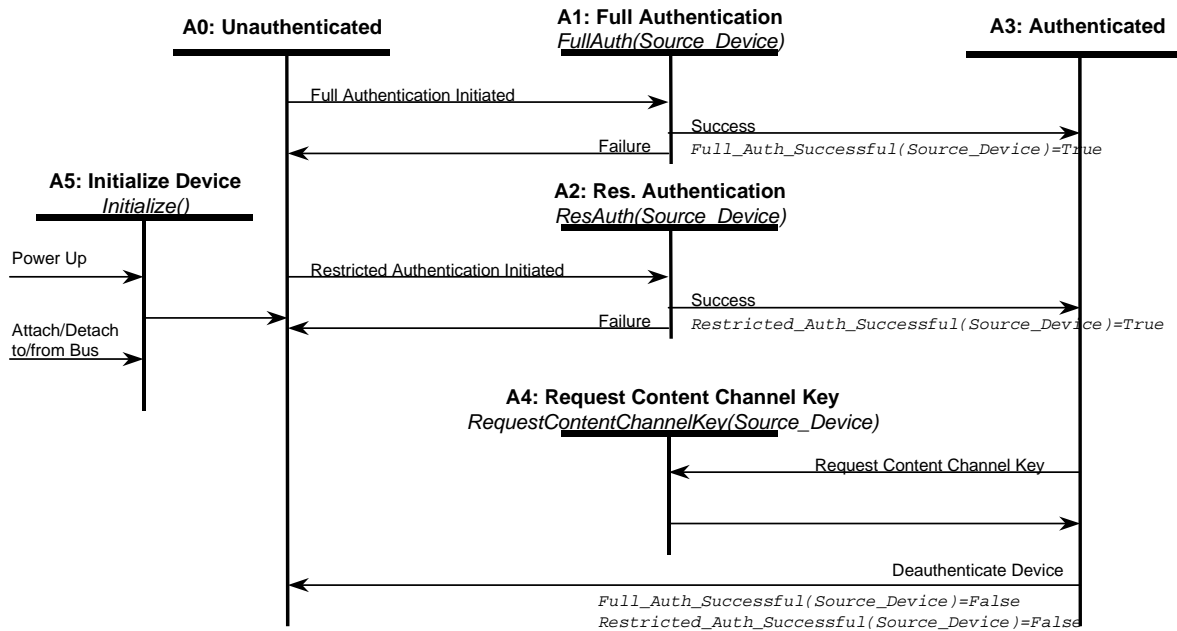 A1: Full Authentication
FullAuth(Source_Device)
A0: Unauthenticated
A3: Authenticated
Full Authentication Initiated
Success
Full_Auth_Successful(Source_Device)=True
Failure
A5: Initialize Device
Initialize()
A2: Res. Authentication
ResAuth(Source_Device)
Power Up
Restricted Authentication Initiated
Success
Restricted_Auth_Successful(Source_Device)=True
Failure
Attach/Detach
to/from Bus
A4: Request Content Channel Key
RequestContentChannelKey(Source_Device)
Request Content Channel Key
Deauthenticate Device
Full_Auth_Successful(Source_Device)=False
Restricted_Auth_Successful(Source_Device)=False